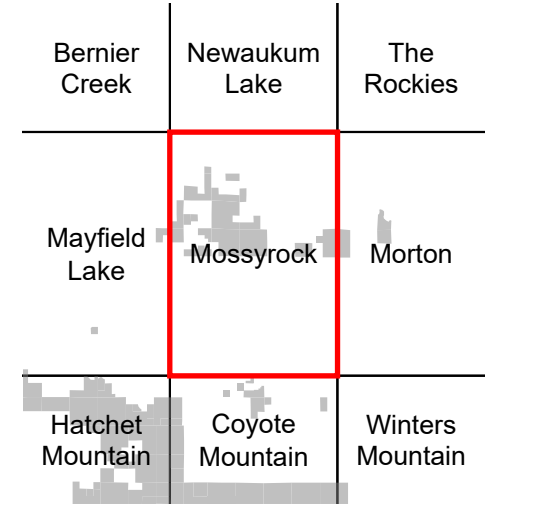 Bernier
Creek
Newaukum
Lake
The
Rockies
Mayfield
Lake
Mossyrock
Morton
Hatchet
Mountain
Coyote
Mountain
Winters
Mountain